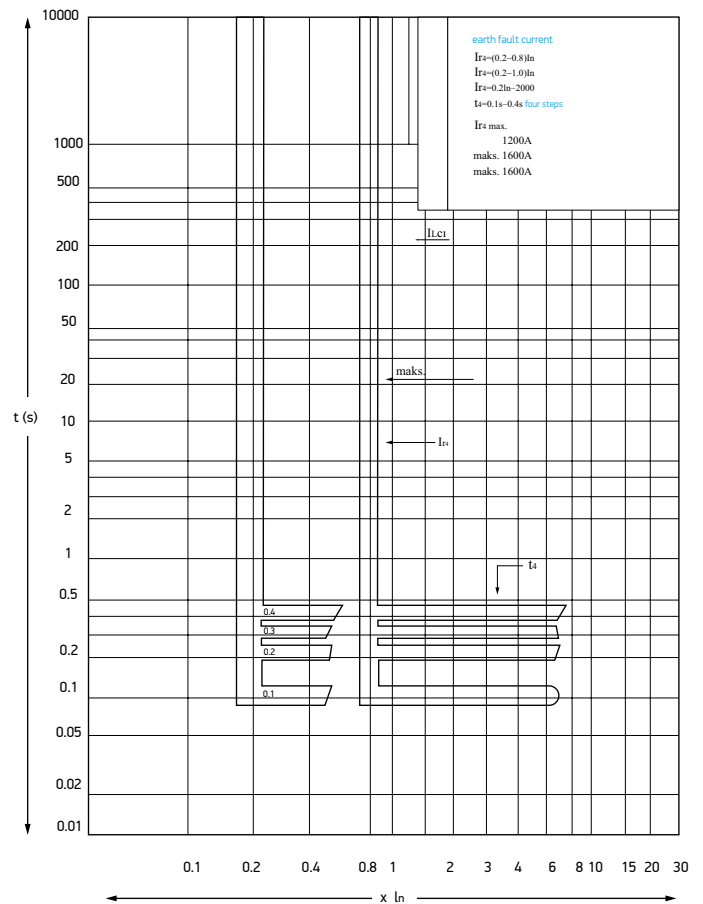 10000
earth fault current
Ir4=(0.2–0.8)In
Ir4=(0.2–1.0)In
Ir4=0.2In–2000
t4=0.1s–0.4s four steps
Ir4 max.
1200A
maks. 1600A
maks. 1600A
1000
500
ILC1
200
100
50
maks.
20
t (s)
10
Ir4
5
2
1
t4
0.5
0.4
0.3
0.2
0.2
0.1
0.1
0.05
0.02
0.01
0.1 0.2 0.4 0.8 1 2 3 4 6 8 10 15 20 30
x In